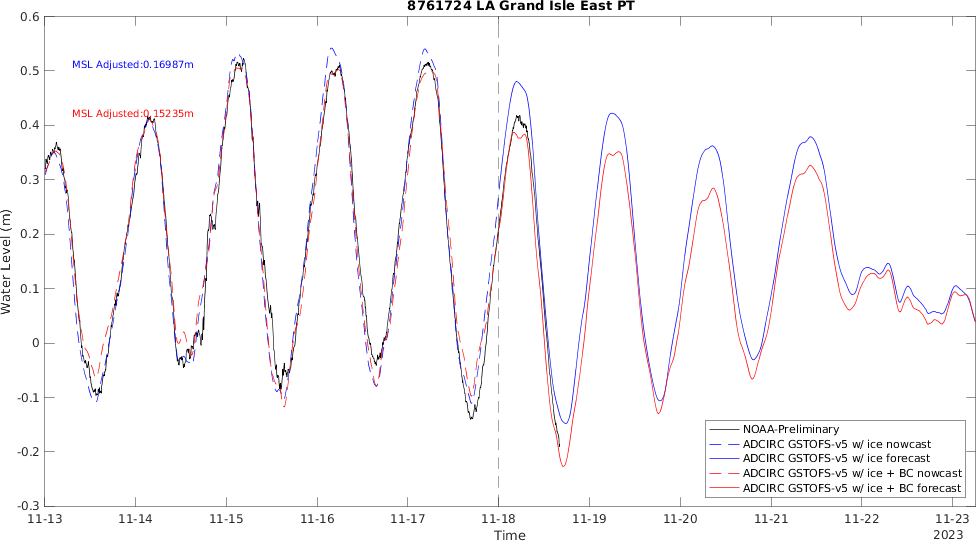 8761724 LA Grand Isle East PT
MSL Adjusted:0.16987m
MSL Adjusted:0.15235m
Water Level (m)
0.6
0.5
0.4
0.3
0.2
0.1
0
-0.1
-0.2
-0.3
NOAA-Preliminary
ADCIRC GSTOFS-v5 w/ ice nowcast
ADCIRC GSTOFS-v5 w/ ice forecast
ADCIRC GSTOFS-v5 w/ ice + BC nowcast
ADCIRC GSTOFS-v5 w/ ice + BC forecast
11-13 11-14 11-15 11-16 11-17 11-18 11-19 11-20 11-21 11-22 11-23
Time
2023